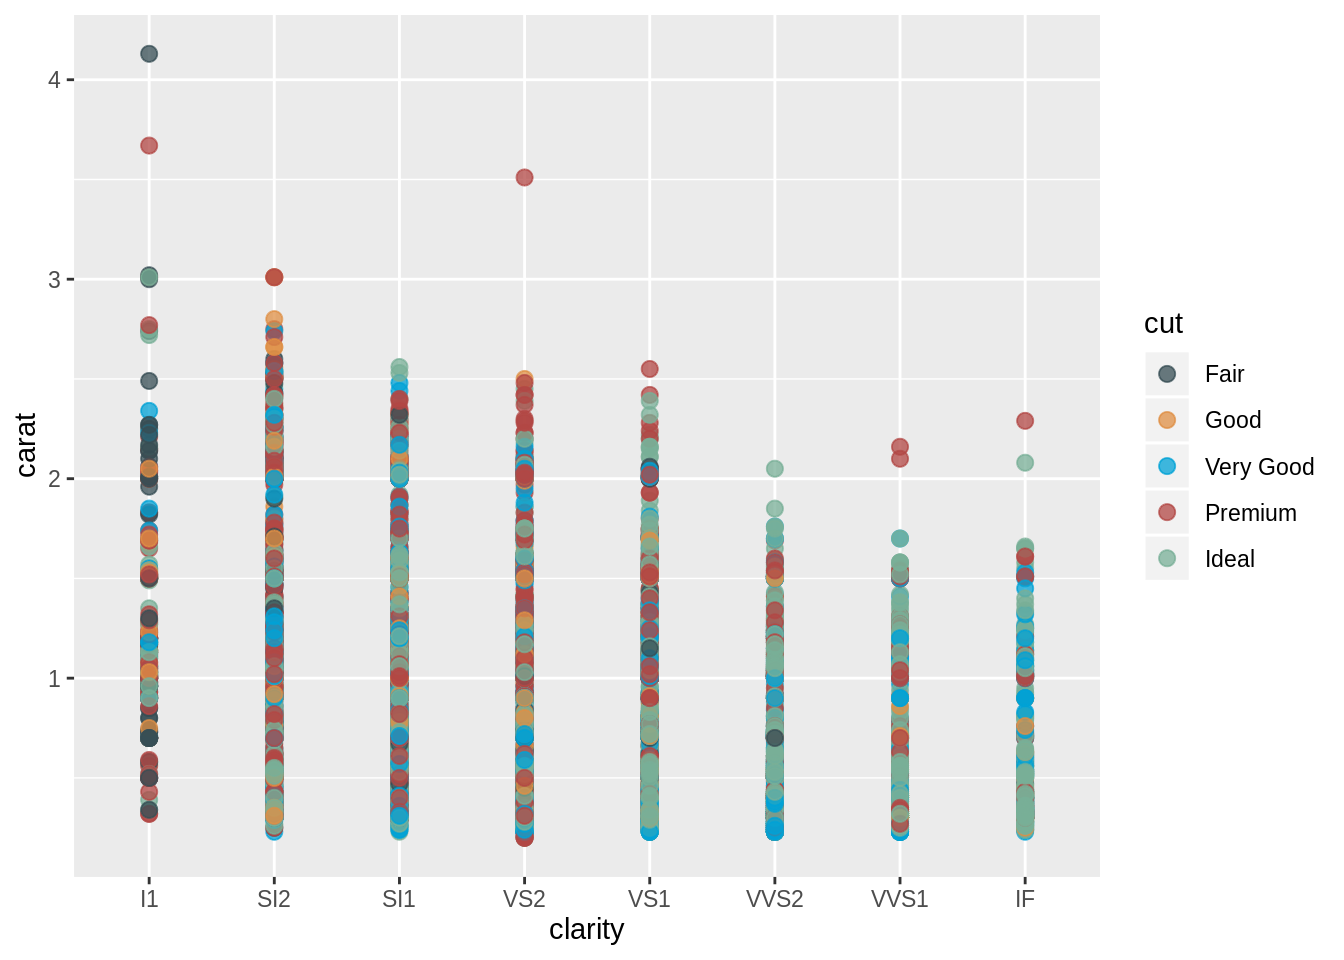 4
3
2
1
carat
I1 SI2 SI1 VS2 VS1 VVS2 VVS1 IF
clarity
cut
Fair
Good
Very Good
Premium
Ideal